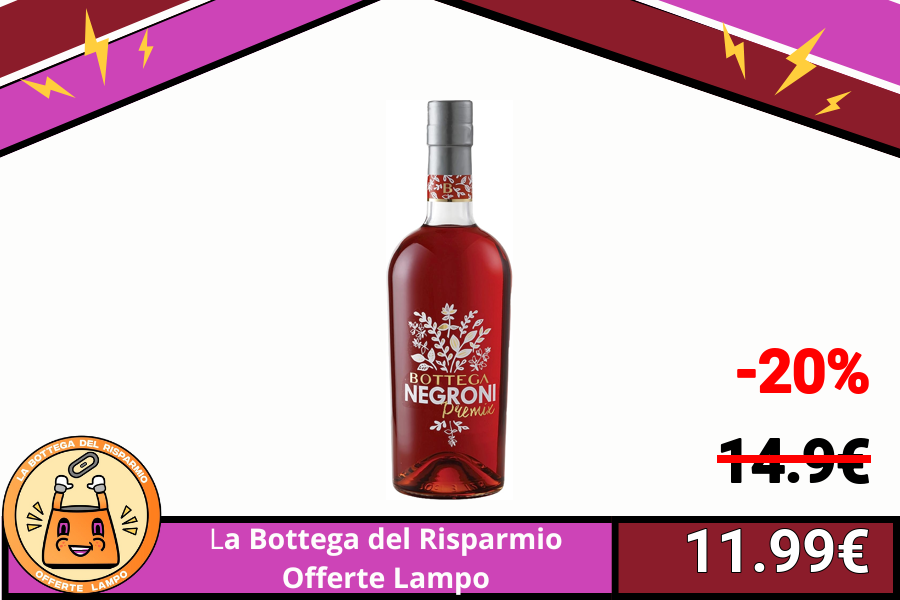 B
BOTTEGA
NEGRONI
Premix
-20%
14.9€
LA BOTTEGA DEL RISPARMIO
OFFERTE LAMPO
La Bottega del Risparmio
Offerte Lampo
11.99€